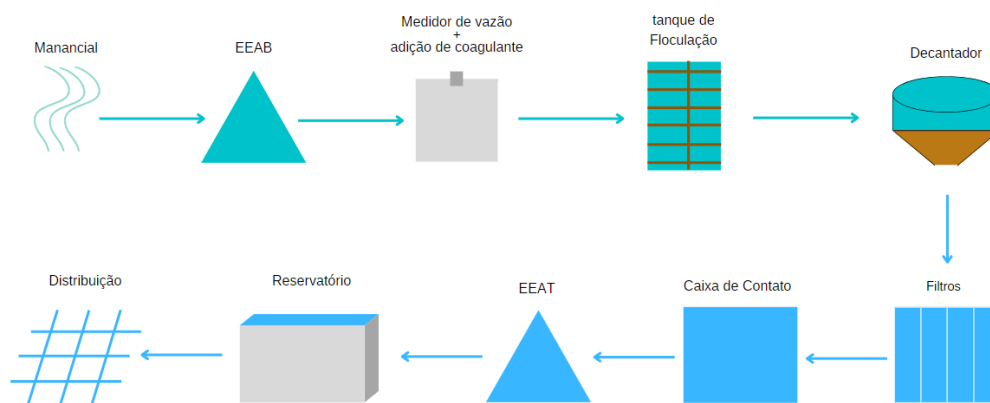 Manancial
EEAB
Medidor de vazão
+
adição de coagulante
tanque de
Floculação
Decantador
Distribuição
Reservatório
EEAT
Caixa de Contato
Filtros